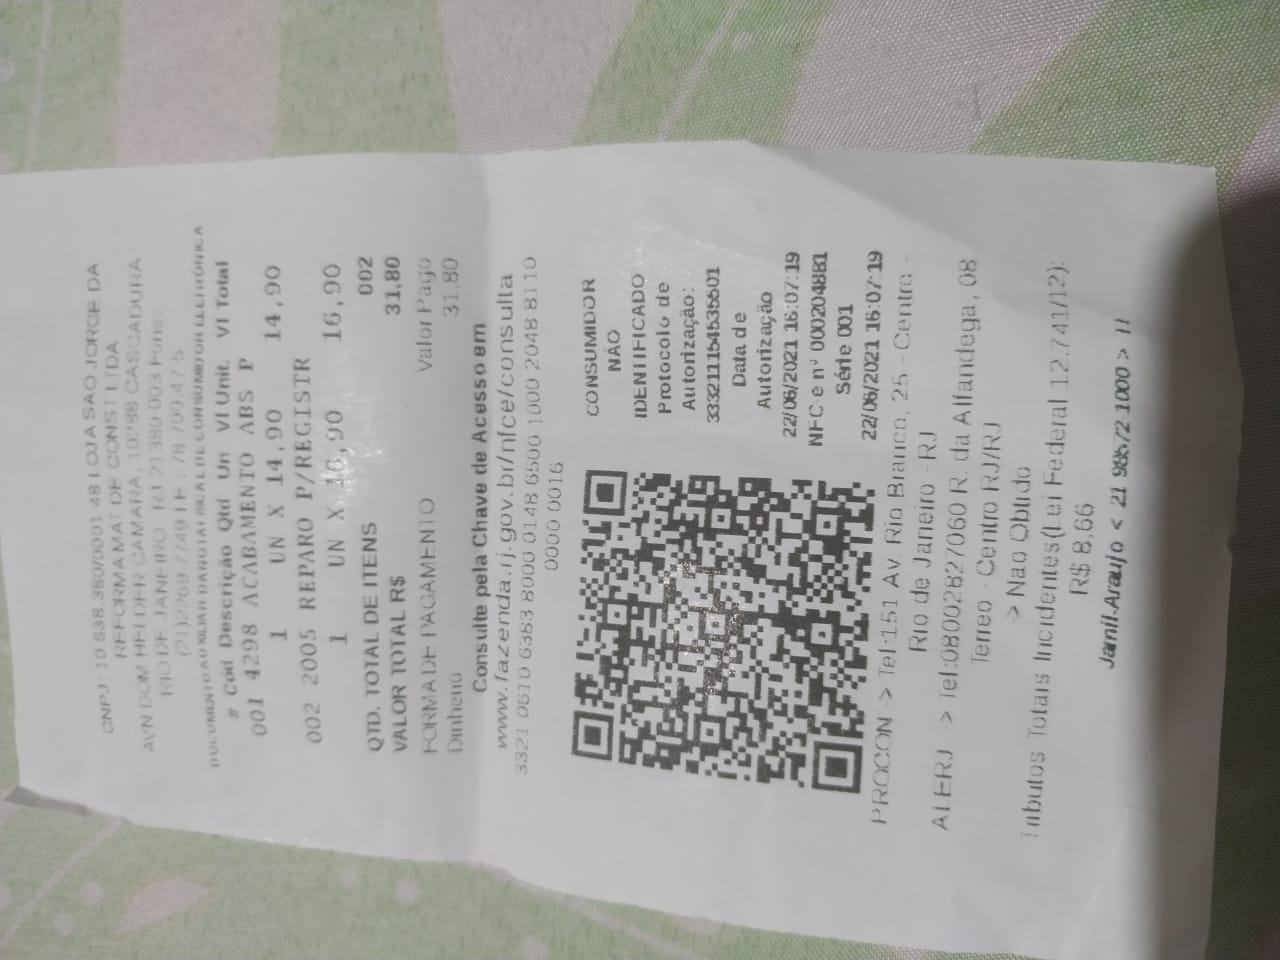 CNPJ: 10.638.380/0001 48 LOJA SAO JORGE DA
REFORMA MAT DE CONST LTDA
AVN DOM HELDER CAMARA, 10288 CASCADURA
RIO DE JANEIRO - RJ 21380-003 Fone:
(21)2269-7749 I.E.: 78.709.47-5
DOCUMENTO AUXILIAR DA NOTA FISCAL DE CONSUMIDOR ELETRÔNICA
# Cód Descrição Qtd Un Vl Unit. Vl Total
001 4298 ACABAMENTO ABS P
1 UN X 14,90 14,90
002 2005 REPARO P/REGISTR
1 UN X 16,90 16,90
QTD. TOTAL DE ITENS 002
VALOR TOTAL R$ 31,80
FORMA DE PAGAMENTO Valor Pago
Dinheiro 31,80
Consulte pela Chave de Acesso em
www.fazenda.rj.gov.br/nfce/consulta
3321 0610 6383 8000 0148 6500 1000 2048 8110
0000 0016
CONSUMIDOR
NÃO
IDENTIFICADO
Protocolo de
Autorização:
333211154535501
Data de
Autorização
22/06/2021 16:07:19
NFC-e nº 000204881
Série 001
22/06/2021 16:07:19
PROCON -> Tel:151 Av. Rio Branco, 25 - Centro -
Rio de Janeiro - RJ
ALERJ -> Tel:08002827060 R. da Alfandega, 08
Terreo - Centro RJ/RJ
-> Nao Obtido
Tributos Totais Incidentes(Lei Federal 12.741/12):
R$ 8,66
Jamil-Araujo < 21 98572-1000 > !!